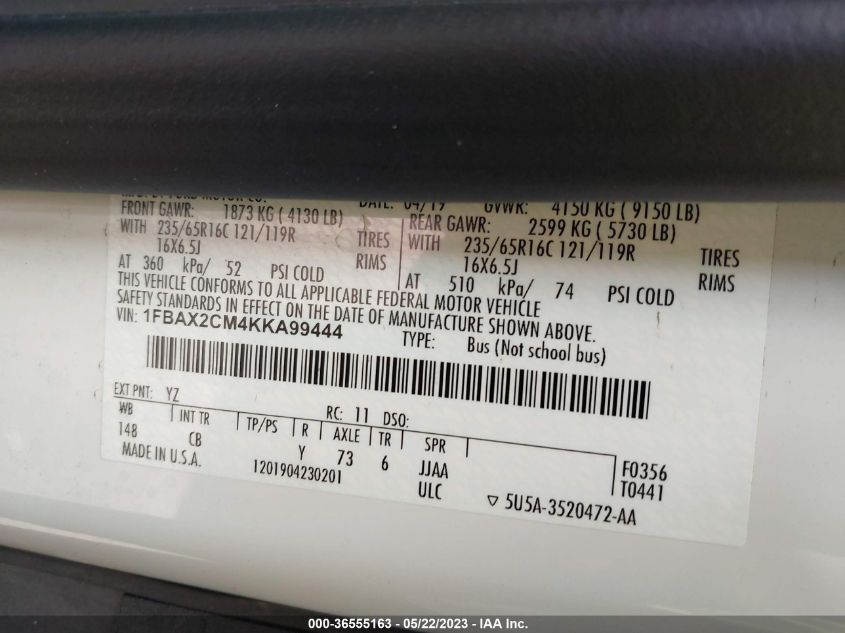 MFD. BY FORD MOTOR CO. DATE: 04/19 GVWR: 4150 KG ( 9150 LB)
FRONT GAWR: 1873 KG ( 4130 LB) REAR GAWR: 2599 KG ( 5730 LB)
WITH 235/65R16C 121/119R TIRES WITH 235/65R16C 121/119R TIRES
16X6.5J RIMS 16X6.5J RIMS
AT 360 kPa/ 52 PSI COLD AT 510 kPa/ 74 PSI COLD
THIS VEHICLE CONFORMS TO ALL APPLICABLE FEDERAL MOTOR VEHICLE
SAFETY STANDARDS IN EFFECT ON THE DATE OF MANUFACTURE SHOWN ABOVE.
VIN: 1FBAX2CM4KKA99444
TYPE: Bus (Not school bus)
EXT PNT: YZ RC: 11 DSO:
WB INT TR TP/PS R AXLE TR SPR
148 CB Y 73 6 JJAA F0356
MADE IN U.S.A. 1201904230201 ULC T0441
▽ 5U5A-3520472-AA
000-36555163 - 05/22/2023 - IAA Inc.